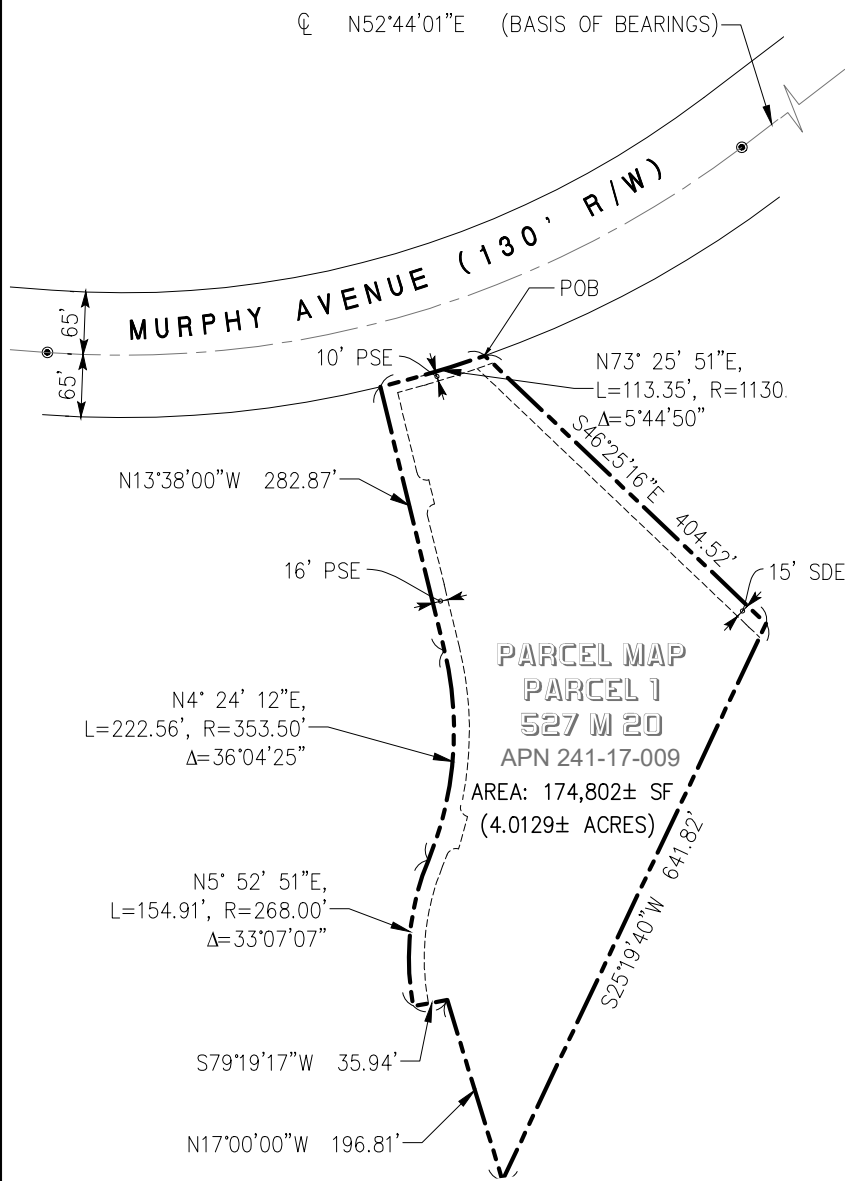 ℄ N52°44'01"E (BASIS OF BEARINGS)
MURPHY AVENUE (130' R/W)
65'
65'
POB
10' PSE
N73° 25' 51"E,
L=113.35', R=1130.
Δ=5°44'50"
S46°25'16"E 404.52'
N13°38'00"W 282.87'
16' PSE
15' SDE
PARCEL MAP
PARCEL 1
527 M 20
APN 241-17-009
AREA: 174,802± SF
(4.0129± ACRES)
N4° 24' 12"E,
L=222.56', R=353.50'
Δ=36°04'25"
S25°19'40"W 641.82'
N5° 52' 51"E,
L=154.91', R=268.00'
Δ=33°07'07"
S79°19'17"W 35.94'
N17°00'00"W 196.81'